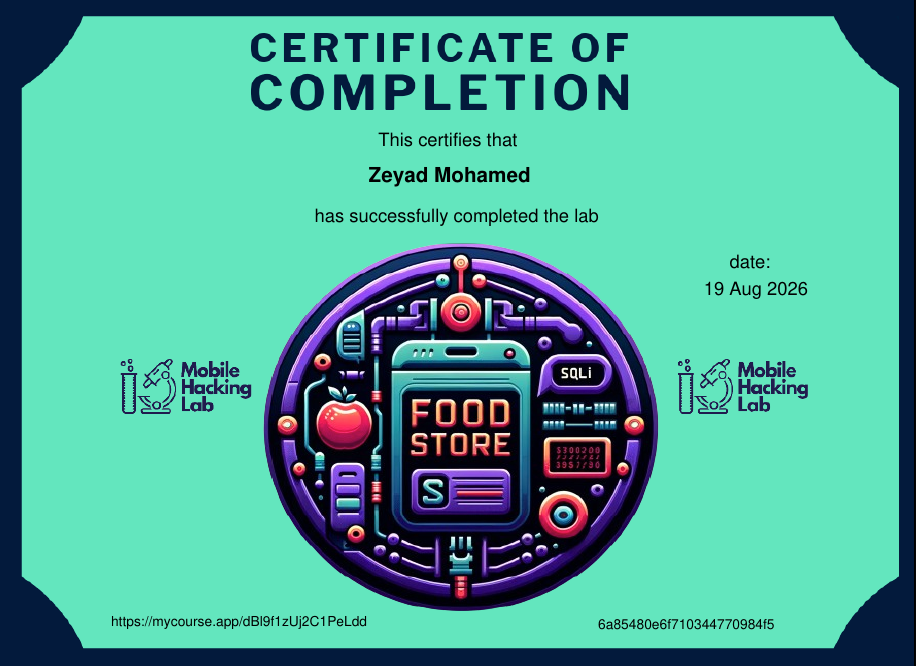 CERTIFICATE OF
COMPLETION
This certifies that
Zeyad Mohamed
has successfully completed the lab
date:
19 Aug 2026
Mobile
Hacking
Lab
SQLi
FOOD
STORE
S
Mobile
Hacking
Lab
https://mycourse.app/dBl9f1zUj2C1PeLdd
6a85480e6f710344770984f5